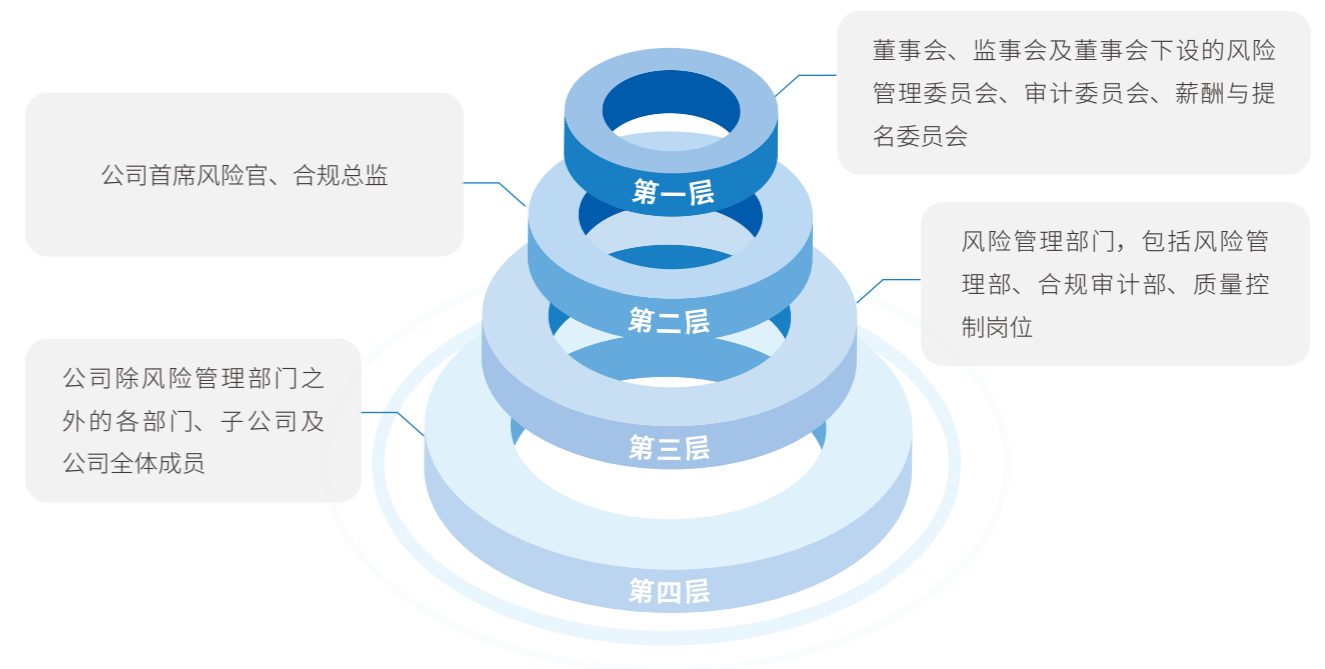 董事会、监事会及董事会下设的风险
管理委员会、审计委员会、薪酬与提
名委员会
第一层
公司首席风险官、合规总监
第二层
风险管理部门，包括风险管
理部、合规审计部、质量控
制岗位
第三层
公司除风险管理部门之
外的各部门、子公司及
公司全体成员
第四层